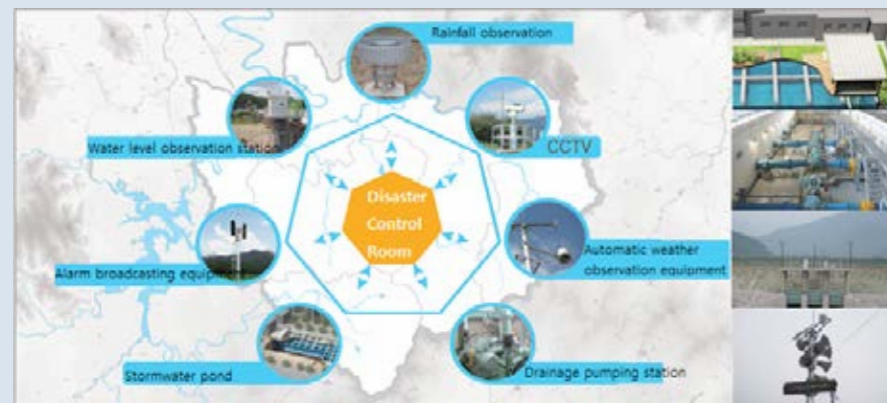 Rainfall observation
Water level observation station
CCTV
Disaster
Control
Room
Alarm broadcasting equipment
Automatic weather
observation equipment
Stormwater pond
Drainage pumping station